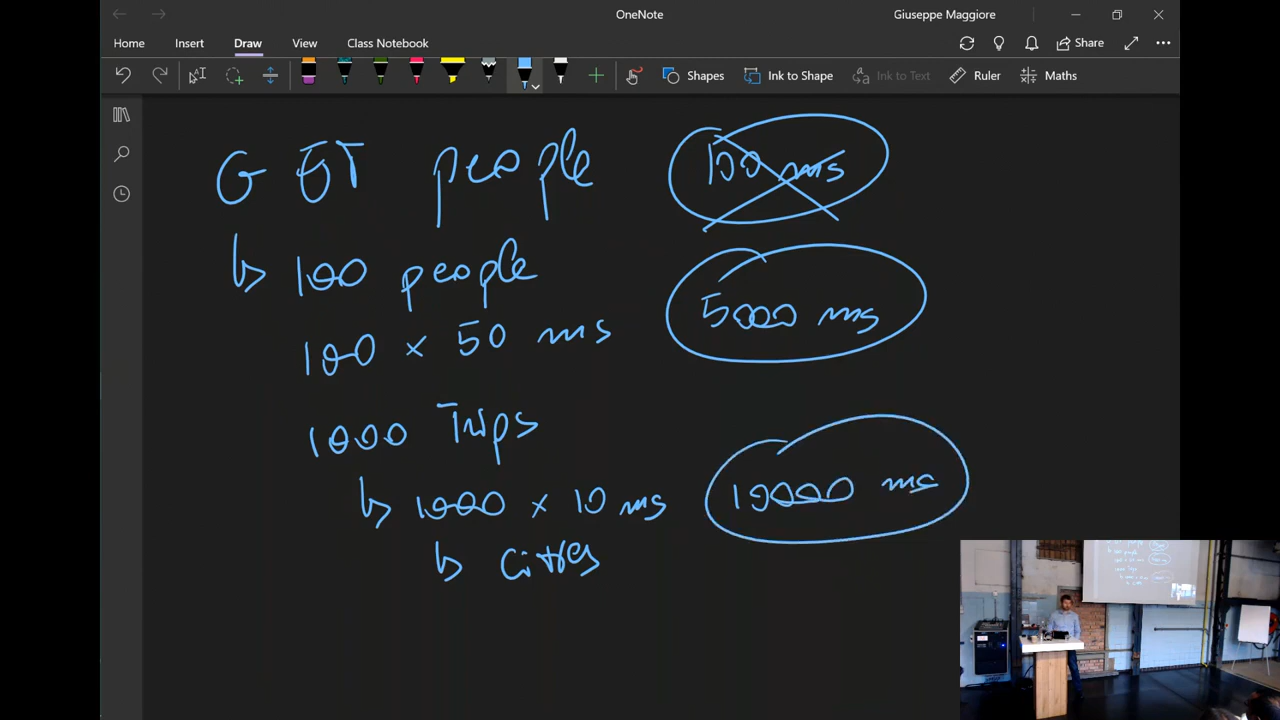 OneNote
Giuseppe Maggiore
Home Insert Draw View Class Notebook
Share
Shapes Ink to Shape Ink to Text Ruler Maths
GET people 100 ms
100 people
5000 ms
100 × 50 ms
1000 Trips
1000 × 10 ms 10000 ms
Cities